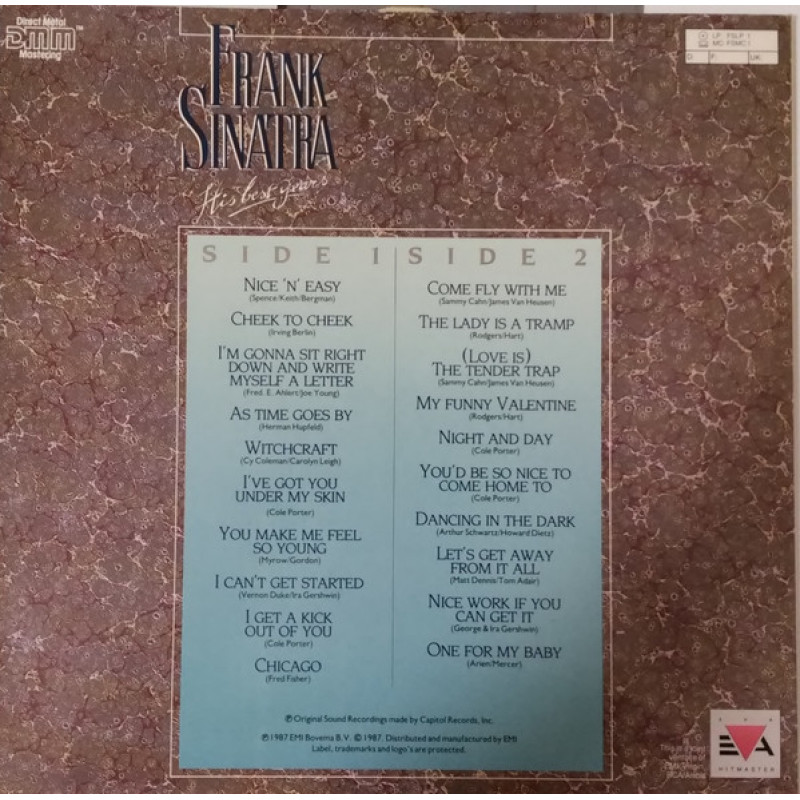 Direct Metal
DMM
Mastering
FRANK
SINATRA
His best years
LP: FSLP 1
MC: FSMC 1
D: F: UK:
SIDE 1
NICE 'N' EASY
(Spence/Keith/Bergman)
CHEEK TO CHEEK
(Irving Berlin)
I'M GONNA SIT RIGHT
DOWN AND WRITE
MYSELF A LETTER
(Fred. E. Ahlert/Joe Young)
AS TIME GOES BY
(Herman Hupfeld)
WITCHCRAFT
(Cy Coleman/Carolyn Leigh)
I'VE GOT YOU
UNDER MY SKIN
(Cole Porter)
YOU MAKE ME FEEL
SO YOUNG
(Myrow/Gordon)
I CAN'T GET STARTED
(Vernon Duke/Ira Gershwin)
I GET A KICK
OUT OF YOU
(Cole Porter)
CHICAGO
(Fred Fisher)
SIDE 2
COME FLY WITH ME
(Sammy Cahn/James Van Heusen)
THE LADY IS A TRAMP
(Rodgers/Hart)
(LOVE IS)
THE TENDER TRAP
(Sammy Cahn/James Van Heusen)
MY FUNNY VALENTINE
(Rodgers/Hart)
NIGHT AND DAY
(Cole Porter)
YOU'D BE SO NICE TO
COME HOME TO
(Cole Porter)
DANCING IN THE DARK
(Arthur Schwartz/Howard Dietz)
LET'S GET AWAY
FROM IT ALL
(Matt Dennis/Tom Adair)
NICE WORK IF YOU
CAN GET IT
(George & Ira Gershwin)
ONE FOR MY BABY
(Arlen/Mercer)
℗ Original Sound Recordings made by Capitol Records, Inc.
℗ 1987 EMI Bovema B.V. © 1987. Distributed and manufactured by EMI
Label, trademarks and logo's are protected.
This is a joint
EVA
HITMASTER